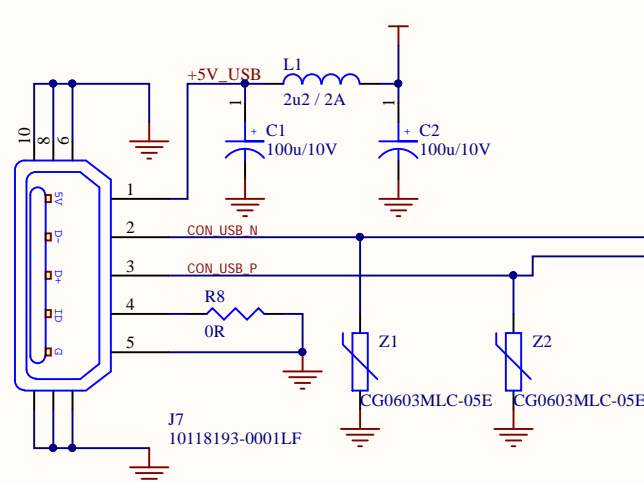 L1
+5V_USB
2u2 / 2A
10
8
6
1
1
C1
100u/10V
C2
100u/10V
5V
1
D-
2
CON_USB_N
D+
3
CON_USB_P
ID
4
R8
0R
G
5
Z1
CG0603MLC-05E
Z2
CG0603MLC-05E
J7
10118193-0001LF
+
+